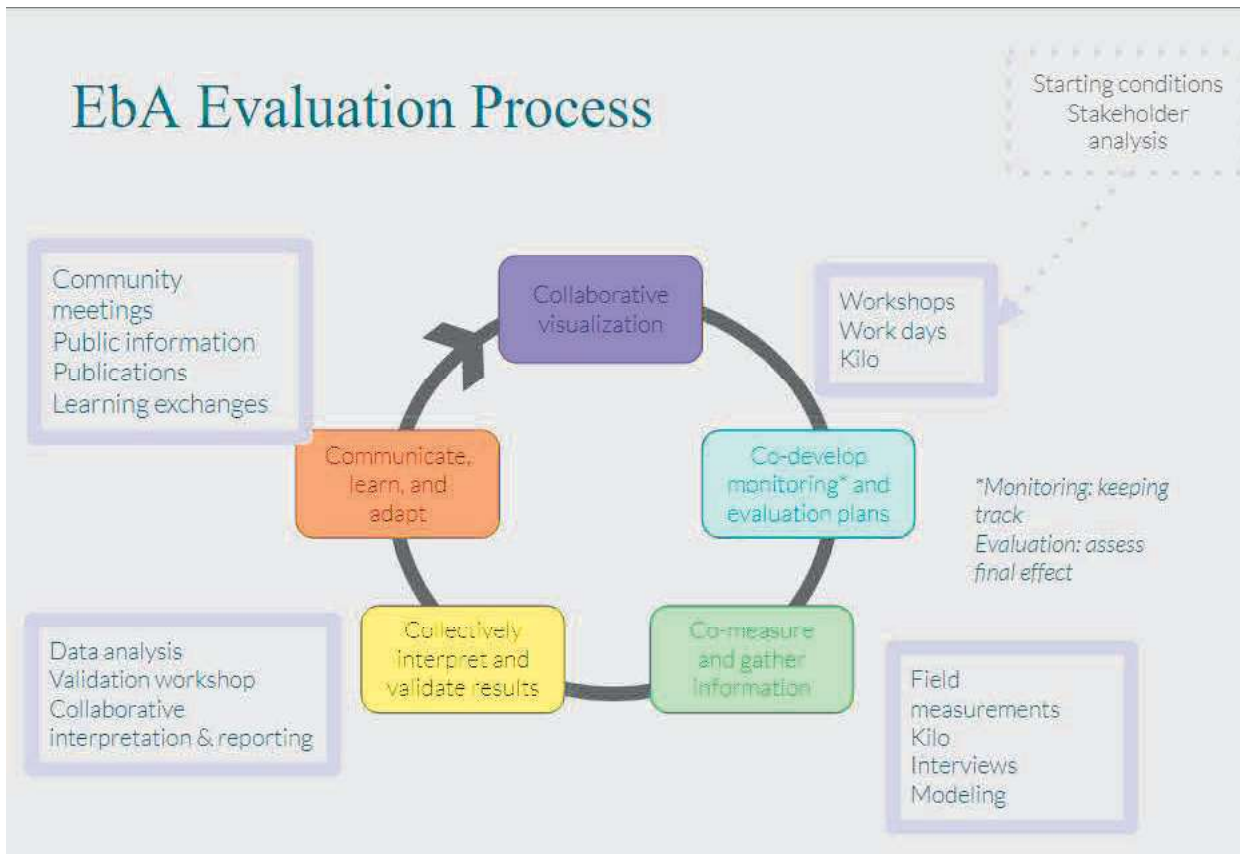 EbA Evaluation Process
Starting conditions
Stakeholder
analysis
Community
meetings
Public information
Publications
Learning exchanges
Collaborative
visualization
Workshops
Work days
Kilo
Communicate,
learn, and
adapt
Co-develop
monitoring* and
evaluation plans
*Monitoring: keeping
track
Evaluation: assess
final effect
Data analysis
Validation workshop
Collaborative
interpretation & reporting
Collectively
interpret and
validate results
Co-measure
and gather
information
Field
measurements
Kilo
Interviews
Modeling